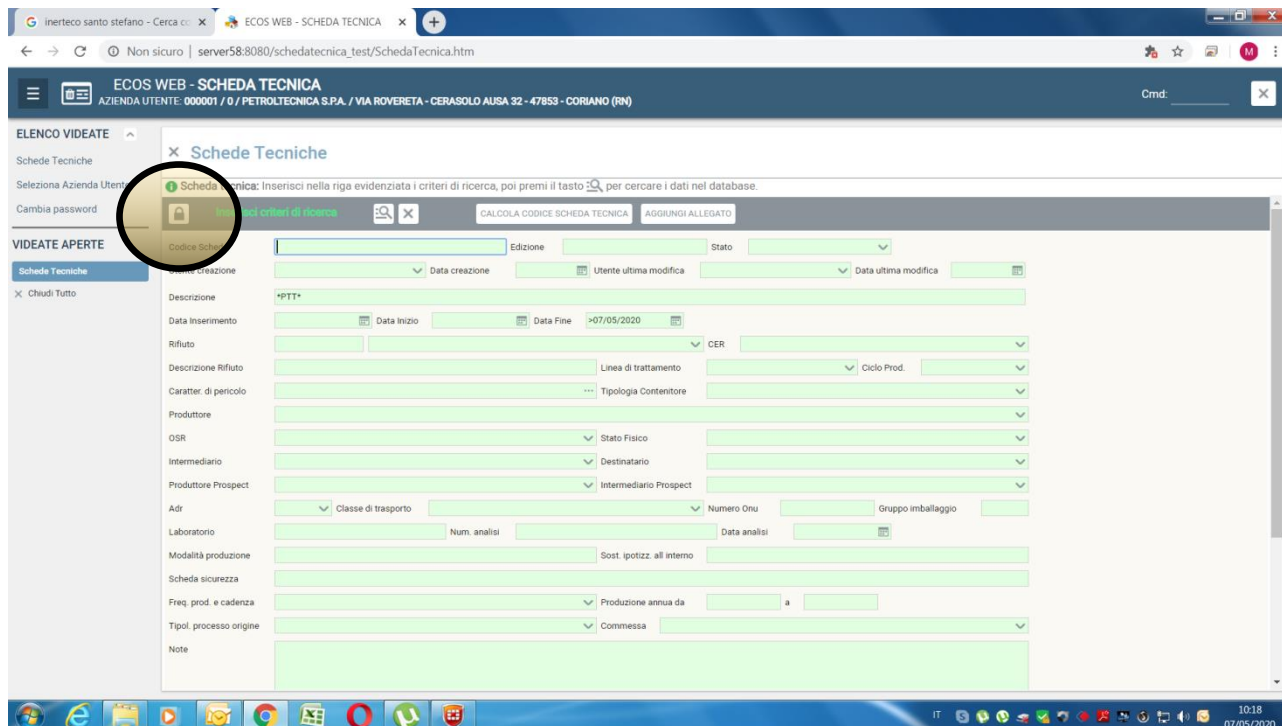 inerteco santo stefano - Cerca co
ECOS WEB - SCHEDA TECNICA
Non sicuro | server58:8080/schedatecnica_test/SchedaTecnica.htm
M
ECOS WEB - SCHEDA TECNICA
AZIENDA UTENTE: 000001 / 0 / PETROLTECNICA S.P.A. / VIA ROVERETA - CERASOLO AUSA 32 - 47853 - CORIANO (RN)
Cmd:
ELENCO VIDEATE
Schede Tecniche
Seleziona Azienda Utente
Cambia password
VIDEATE APERTE
Schede Tecniche
Chiudi Tutto
Schede Tecniche
Scheda tecnica: Inserisci nella riga evidenziata i criteri di ricerca, poi premi il tasto per cercare i dati nel database.
Inserisci criteri di ricerca CALCOLA CODICE SCHEDA TECNICA AGGIUNGI ALLEGATO
Codice Scheda Edizione Stato
Utente creazione Data creazione Utente ultima modifica Data ultima modifica
Descrizione *PTT*
Data Inserimento Data Inizio Data Fine >07/05/2020
Rifiuto CER
Descrizione Rifiuto Linea di trattamento Ciclo Prod.
Caratter. di pericolo Tipologia Contenitore
Produttore
OSR Stato Fisico
Intermediario Destinatario
Produttore Prospect Intermediario Prospect
Adr Classe di trasporto Numero Onu Gruppo imballaggio
Laboratorio Num. analisi Data analisi
Modalità produzione Sost. ipotizz. all interno
Scheda sicurezza
Freq. prod. e cadenza Produzione annua da a
Tipol. processo origine Commessa
Note
IT
10:18
07/05/2020